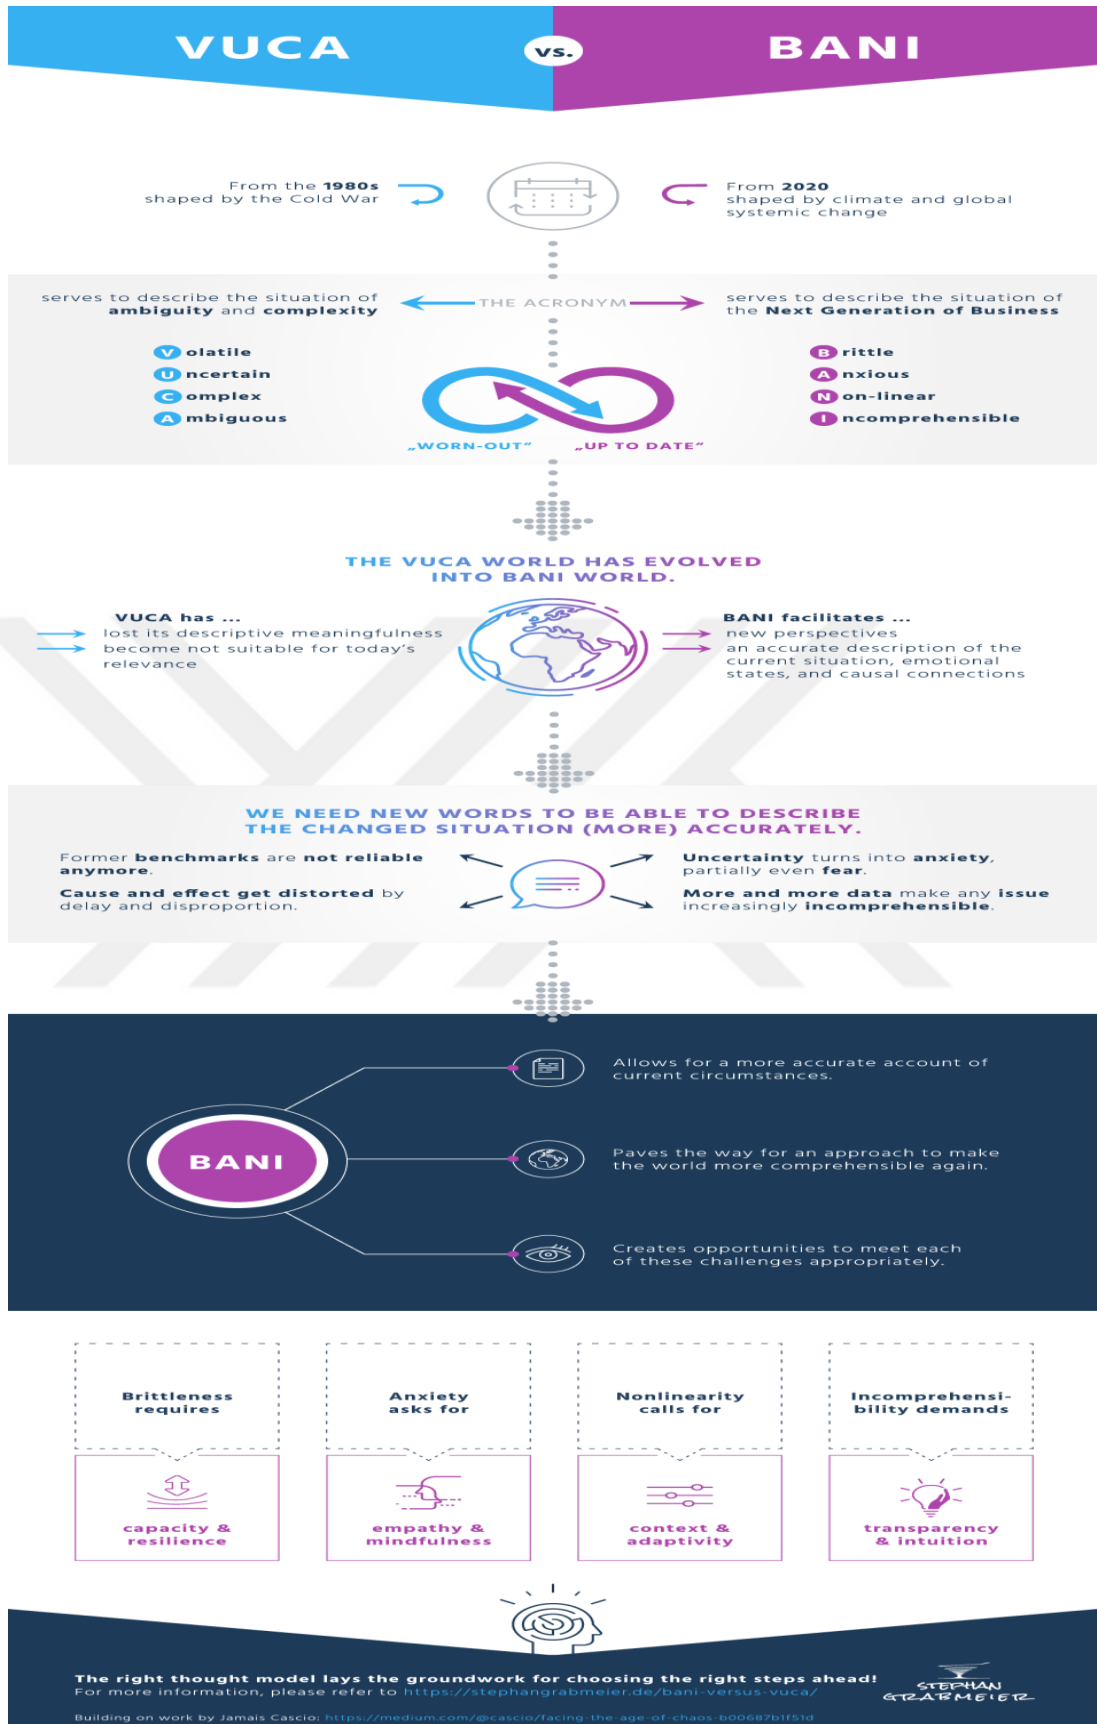 VUCA
vs.
BANI
From the 1980s
shaped by the Cold War
From 2020
shaped by climate and global
systemic change
serves to describe the situation of
ambiguity and complexity
THE ACRONYM
serves to describe the situation of
the Next Generation of Business
Volatile
Uncertain
Complex
Ambiguous
Brittle
Anxious
Non-linear
Incomprehensible
„WORN-OUT“
„UP TO DATE“
THE VUCA WORLD HAS EVOLVED
INTO BANI WORLD.
VUCA has ...
lost its descriptive meaningfulness
become not suitable for today's
relevance
BANI facilitates ...
new perspectives
an accurate description of the
current situation, emotional
states, and causal connections
WE NEED NEW WORDS TO BE ABLE TO DESCRIBE
THE CHANGED SITUATION (MORE) ACCURATELY.
Former benchmarks are not reliable
anymore.
Cause and effect get distorted by
delay and disproportion.
Uncertainty turns into anxiety,
partially even fear.
More and more data make any issue
increasingly incomprehensible.
BANI
Allows for a more accurate account of
current circumstances.
Paves the way for an approach to make
the world more comprehensible again.
Creates opportunities to meet each
of these challenges appropriately.
Brittleness
requires
capacity &
resilience
Anxiety
asks for
empathy &
mindfulness
Nonlinearity
calls for
context &
adaptivity
Incomprehensi-
bility demands
transparency
& intuition
The right thought model lays the groundwork for choosing the right steps ahead!
For more information, please refer to https://stephangrabmeier.de/bani-versus-vuca/
Building on work by Jamais Cascio: https://medium.com/@cascio/facing-the-age-of-chaos-b00687b1f51d
STEPHAN
GRABMEIER